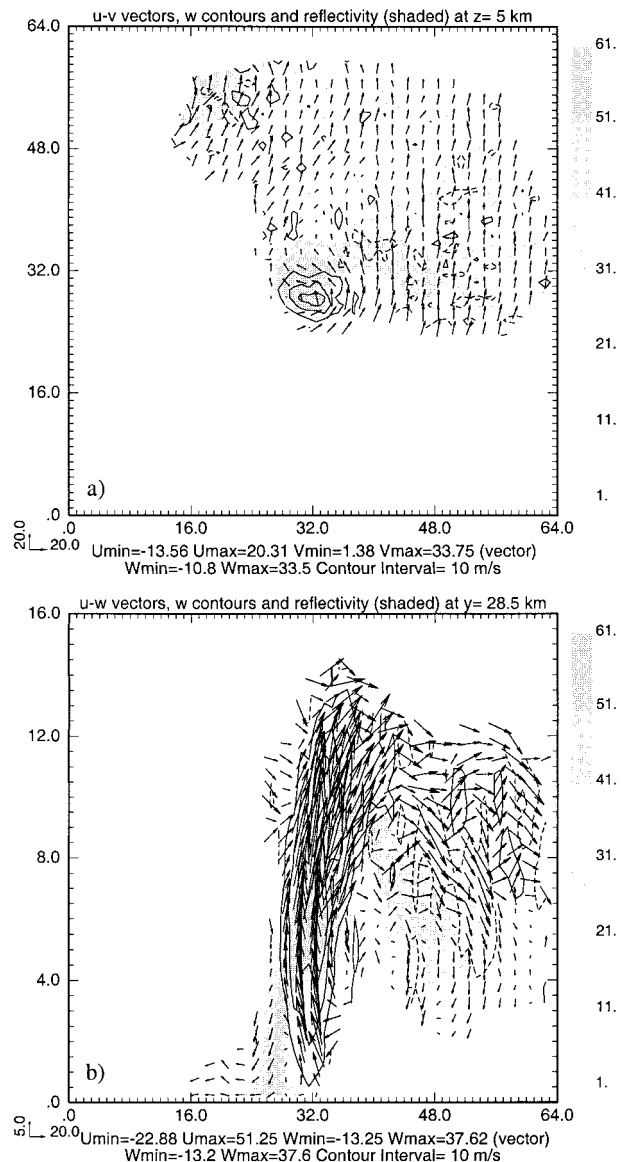 u-v vectors, w contours and reflectivity (shaded) at z= 5 km
64.0
48.0
32.0
16.0
.0
a)
.0 16.0 32.0 48.0 64.0
61.
51.
41.
31.
21.
11.
1.
20.0
20.0
Umin=-13.56 Umax=20.31 Vmin=1.38 Vmax=33.75 (vector)
Wmin=-10.8 Wmax=33.5 Contour Interval= 10 m/s
u-w vectors, w contours and reflectivity (shaded) at y= 28.5 km
16.0
12.0
8.0
4.0
.0
b)
.0 16.0 32.0 48.0 64.0
61.
51.
41.
31.
21.
11.
1.
5.0
20.0
Umin=-22.88 Umax=51.25 Wmin=-13.25 Wmax=37.62 (vector)
Wmin=-13.2 Wmax=37.6 Contour Interval= 10 m/s